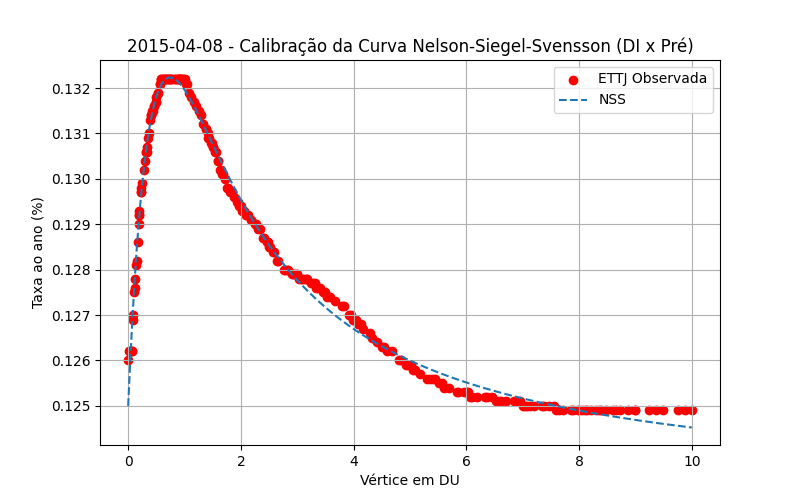 2015-04-08 - Calibração da Curva Nelson-Siegel-Svensson (DI x Pré)
ETTJ Observada
NSS
Taxa ao ano (%)
0.132
0.131
0.130
0.129
0.128
0.127
0.126
0.125
0
2
4
6
8
10
Vértice em DU